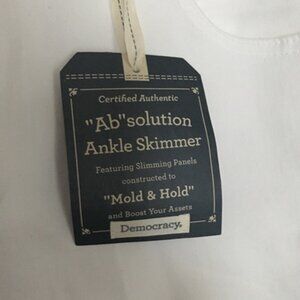 Certified Authentic
"Ab"solution
Ankle Skimmer
Featuring Slimming Panels
constructed to
"Mold & Hold"
and Boost Your Assets
Democracy.